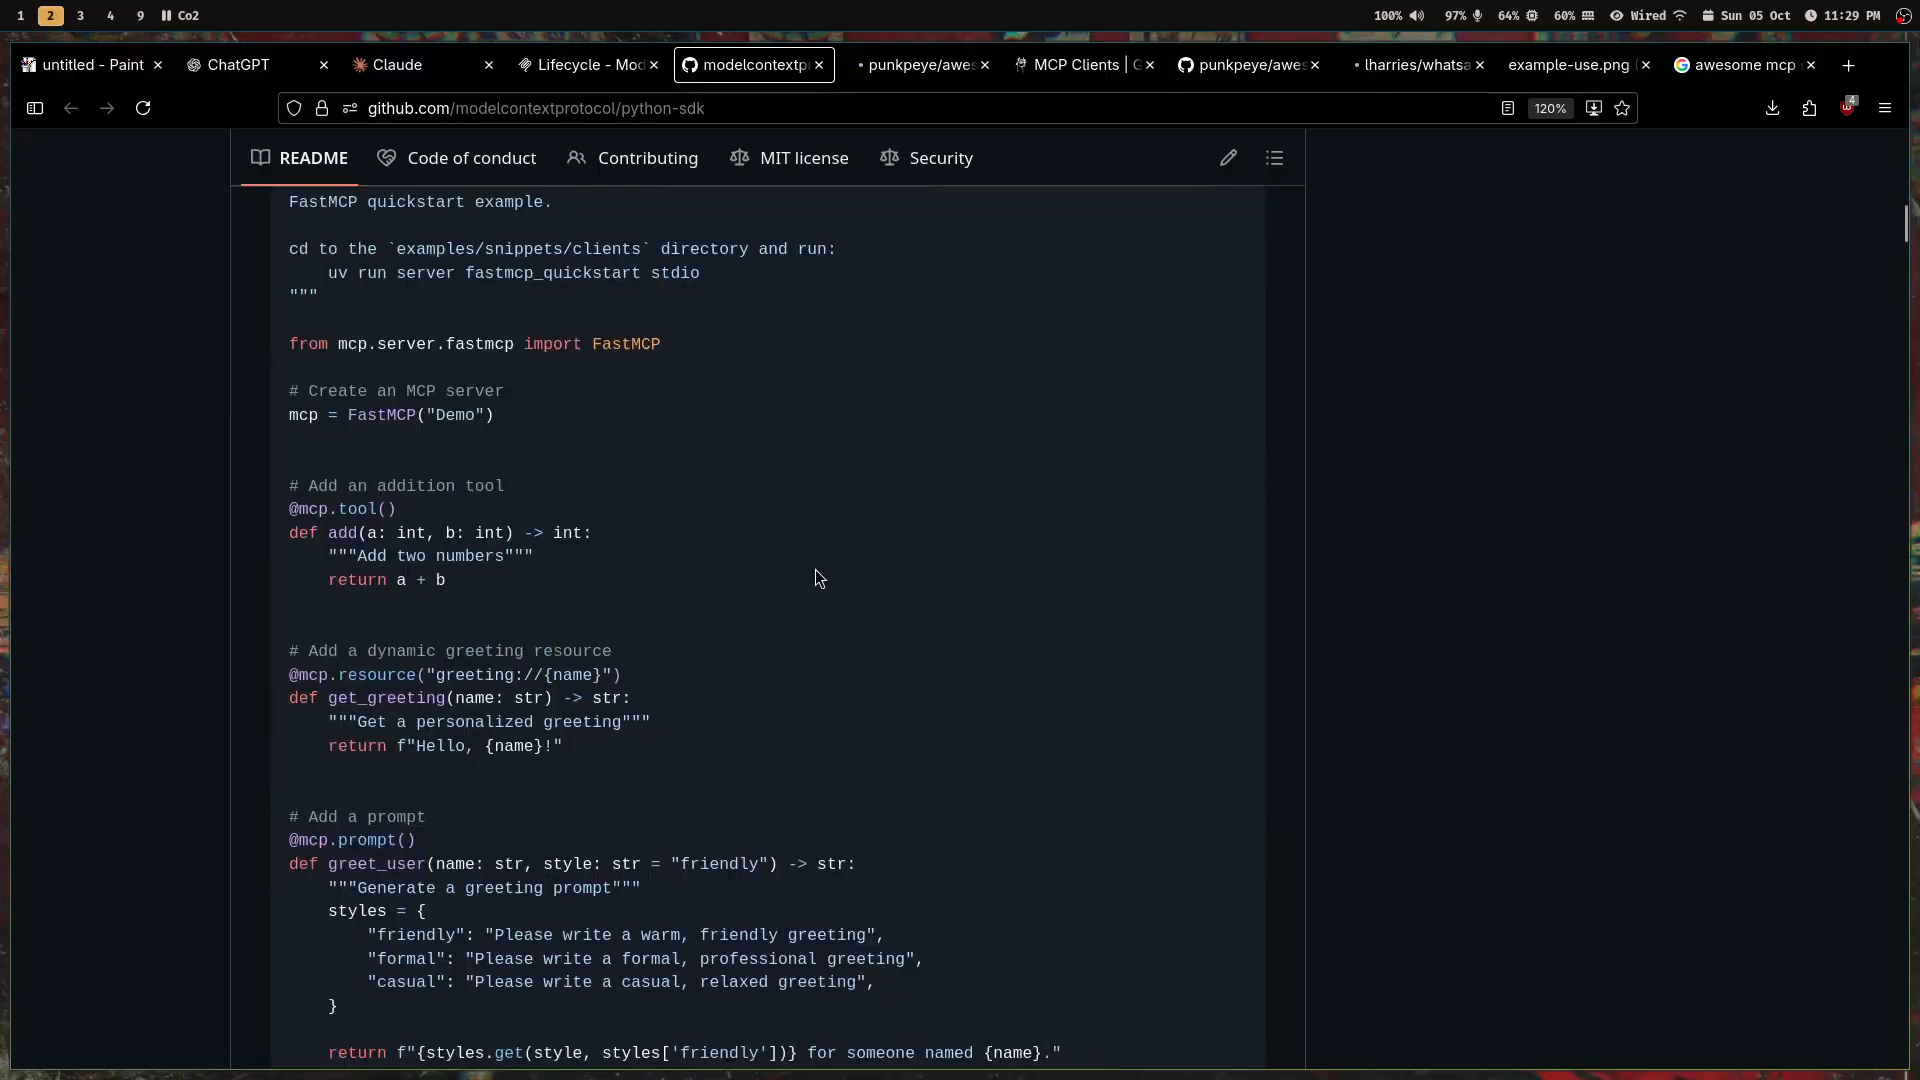 1 2 3 4 9 Co2
100% 97% 64% 60% Wired Sun 05 Oct 11:29 PM
untitled - Paint ChatGPT Claude Lifecycle - Mod modelcontextp punkpeye/awes MCP Clients | G punkpeye/awes lharries/whatsa example-use.png awesome mcp
github.com/modelcontextprotocol/python-sdk 120% 4
README Code of conduct Contributing MIT license Security
FastMCP quickstart example.
cd to the `examples/snippets/clients` directory and run:
    uv run server fastmcp_quickstart stdio
"""
from mcp.server.fastmcp import FastMCP
# Create an MCP server
mcp = FastMCP("Demo")
# Add an addition tool
@mcp.tool()
def add(a: int, b: int) -> int:
    """Add two numbers"""
    return a + b
# Add a dynamic greeting resource
@mcp.resource("greeting://{name}")
def get_greeting(name: str) -> str:
    """Get a personalized greeting"""
    return f"Hello, {name}!"
# Add a prompt
@mcp.prompt()
def greet_user(name: str, style: str = "friendly") -> str:
    """Generate a greeting prompt"""
    styles = {
        "friendly": "Please write a warm, friendly greeting",
        "formal": "Please write a formal, professional greeting",
        "casual": "Please write a casual, relaxed greeting",
    }
    return f"{styles.get(style, styles['friendly'])} for someone named {name}."